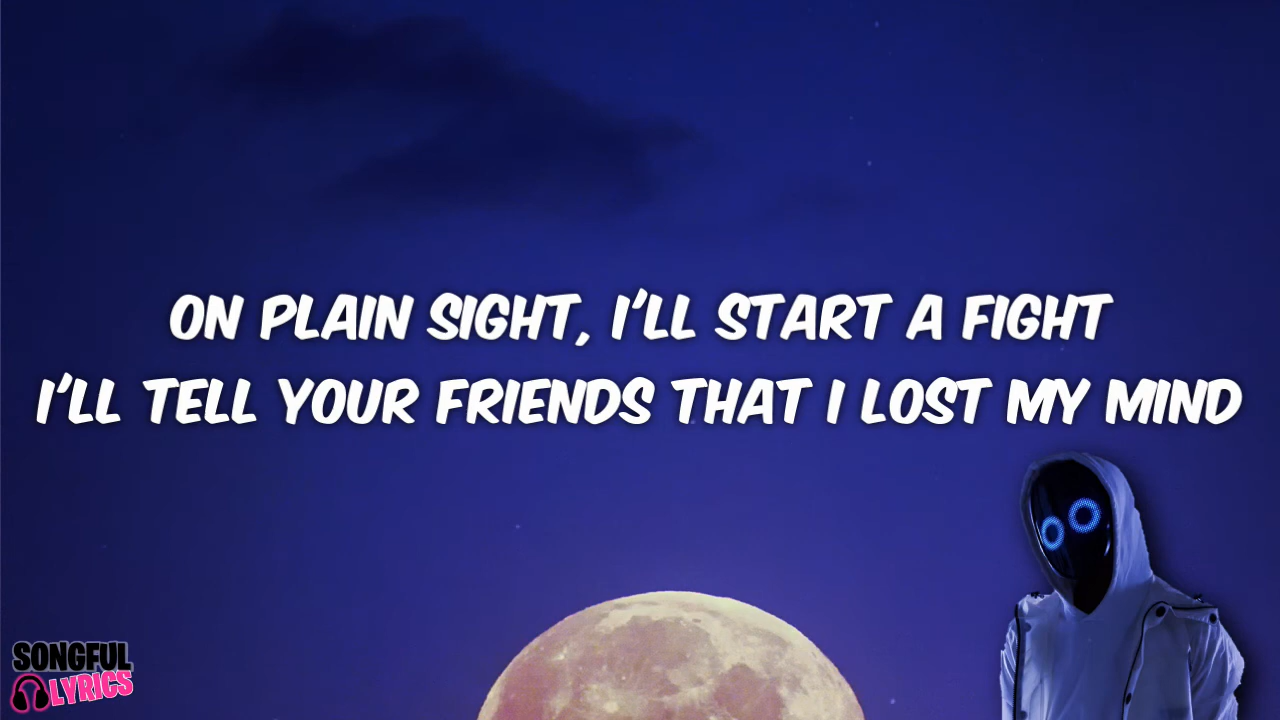 ON PLAIN SIGHT, I'LL START A FIGHT
I'LL TELL YOUR FRIENDS THAT I LOST MY MIND
SONGFUL
LYRICS